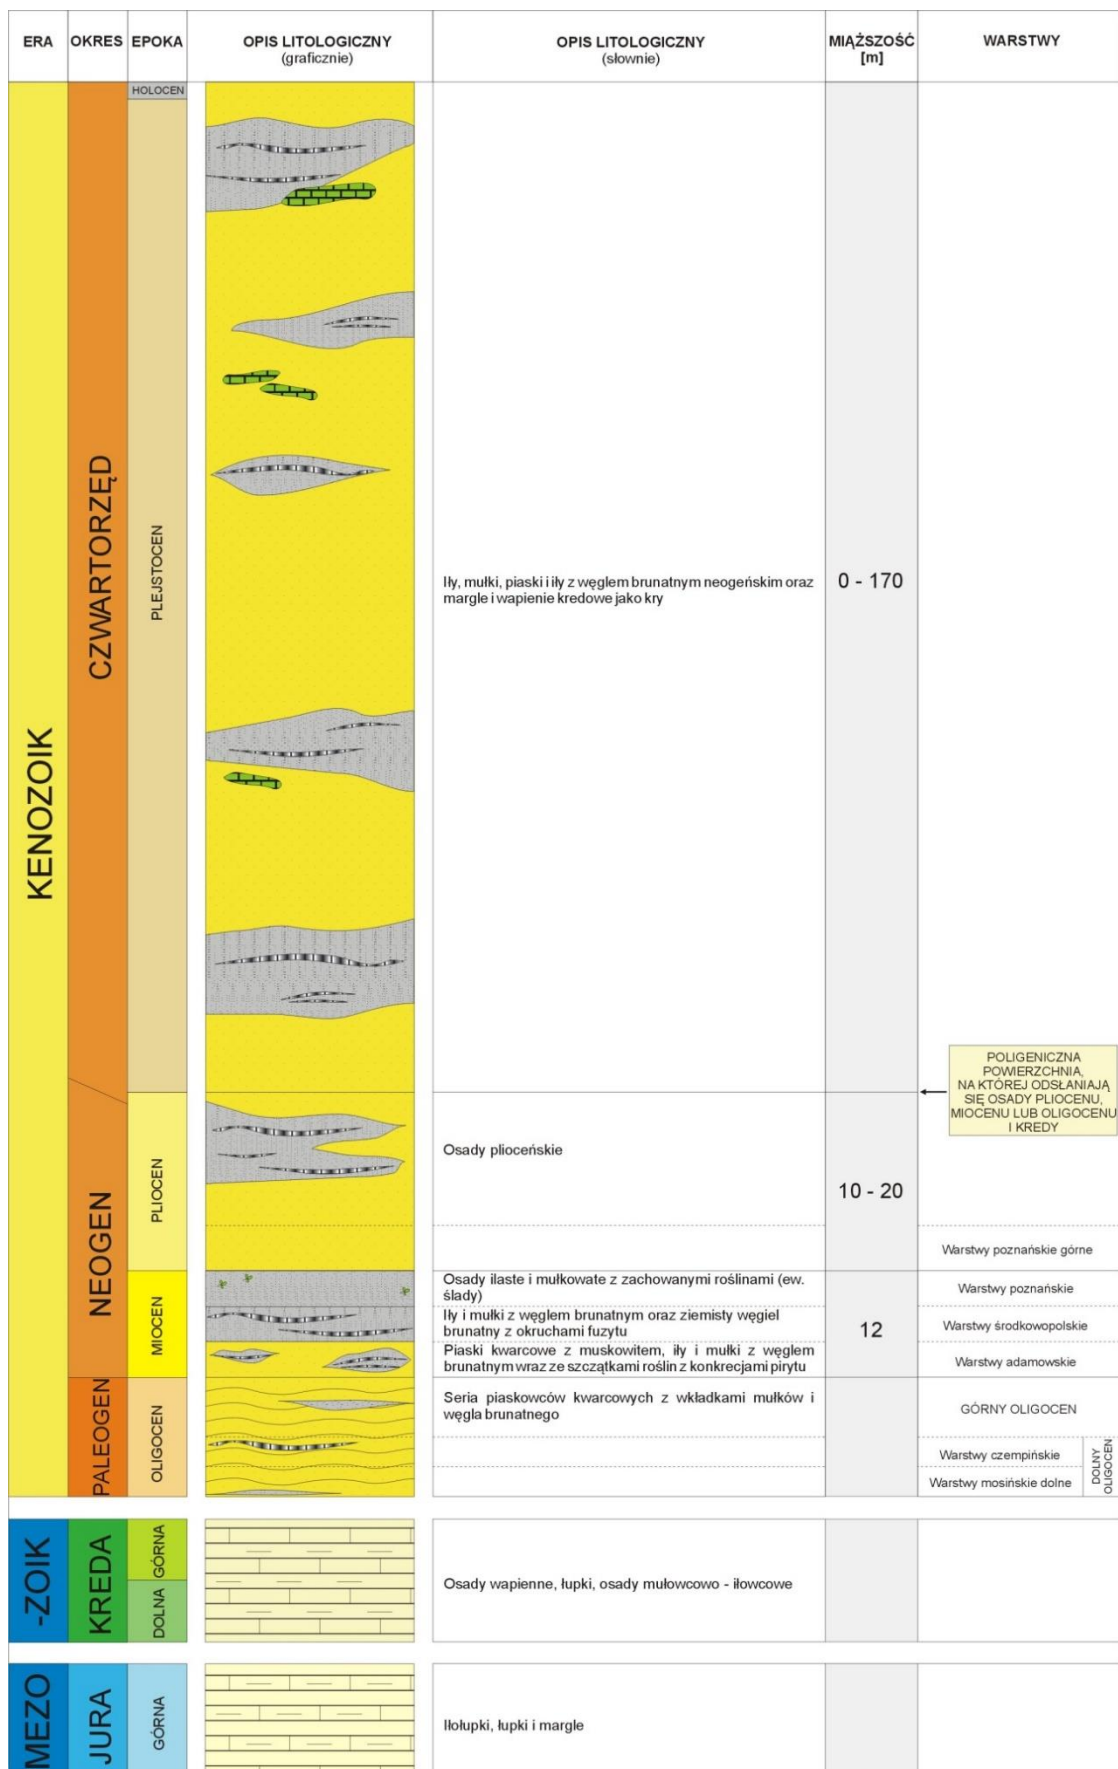 ERA
OKRES
EPOKA
OPIS LITOLOGICZNY
(graficznie)
OPIS LITOLOGICZNY
(słownie)
MIĄŻSZOŚĆ
[m]
WARSTWY
KENOZOIK
CZWARTORZĘD
HOLOCEN
PLEJSTOCEN
Iły, mułki, piaski i iły z węglem brunatnym neogeńskim oraz
margle i wapienie kredowe jako kry
0 - 170
POLIGENICZNA
POWIERZCHNIA,
NA KTÓREJ ODSŁANIAJĄ
SIĘ OSADY PLIOCENU,
MIOCENU LUB OLIGOCENU
I KREDY
NEOGEN
PLIOCEN
Osady plioceńskie
10 - 20
Warstwy poznańskie górne
MIOCEN
Osady ilaste i mułkowate z zachowanymi roślinami (ew.
ślady)
Warstwy poznańskie
Iły i mułki z węglem brunatnym oraz ziemisty węgiel
brunatny z okruchami fuzytu
12
Warstwy środkowopolskie
Piaski kwarcowe z muskowitem, iły i mułki z węglem
brunatnym wraz ze szczątkami roślin z konkrecjami pirytu
Warstwy adamowskie
PALEOGEN
OLIGOCEN
Seria piaskowców kwarcowych z wkładkami mułków i
węgla brunatnego
GÓRNY OLIGOCEN
Warstwy czempińskie
Warstwy mosińskie dolne
DOLNY
OLIGOCEN
-ZOIK
KREDA
GÓRNA
DOLNA
Osady wapienne, łupki, osady mułowcowo - iłowcowe
MEZO
JURA
GÓRNA
Iłołupki, łupki i margle